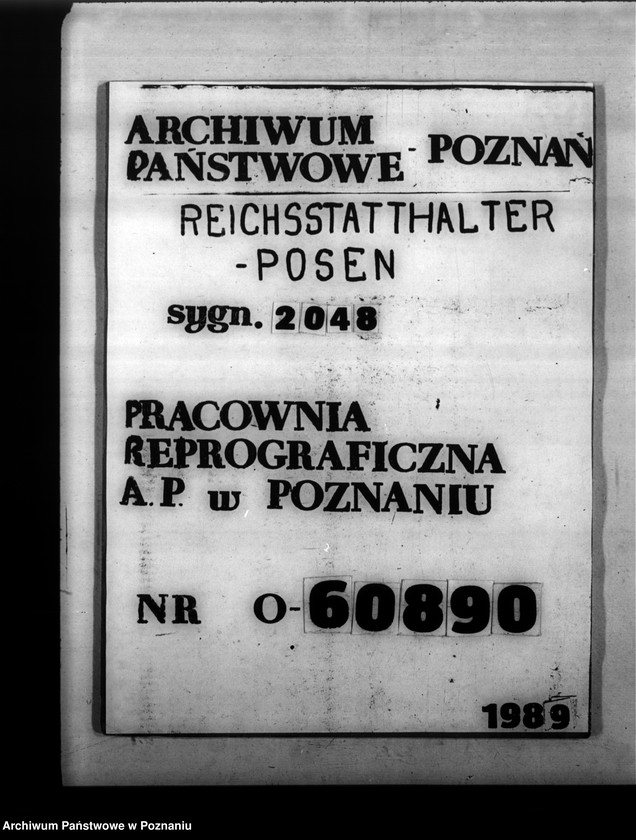 ARCHIWUM
PAŃSTWOWE - POZNAŃ
REICHSSTATTHALTER
-POSEN
sygn. 2048
PRACOWNIA
REPROGRAFICZNA
A.P. w POZNANIU
NR O-60890
1989
Archiwum Państwowe w Poznaniu